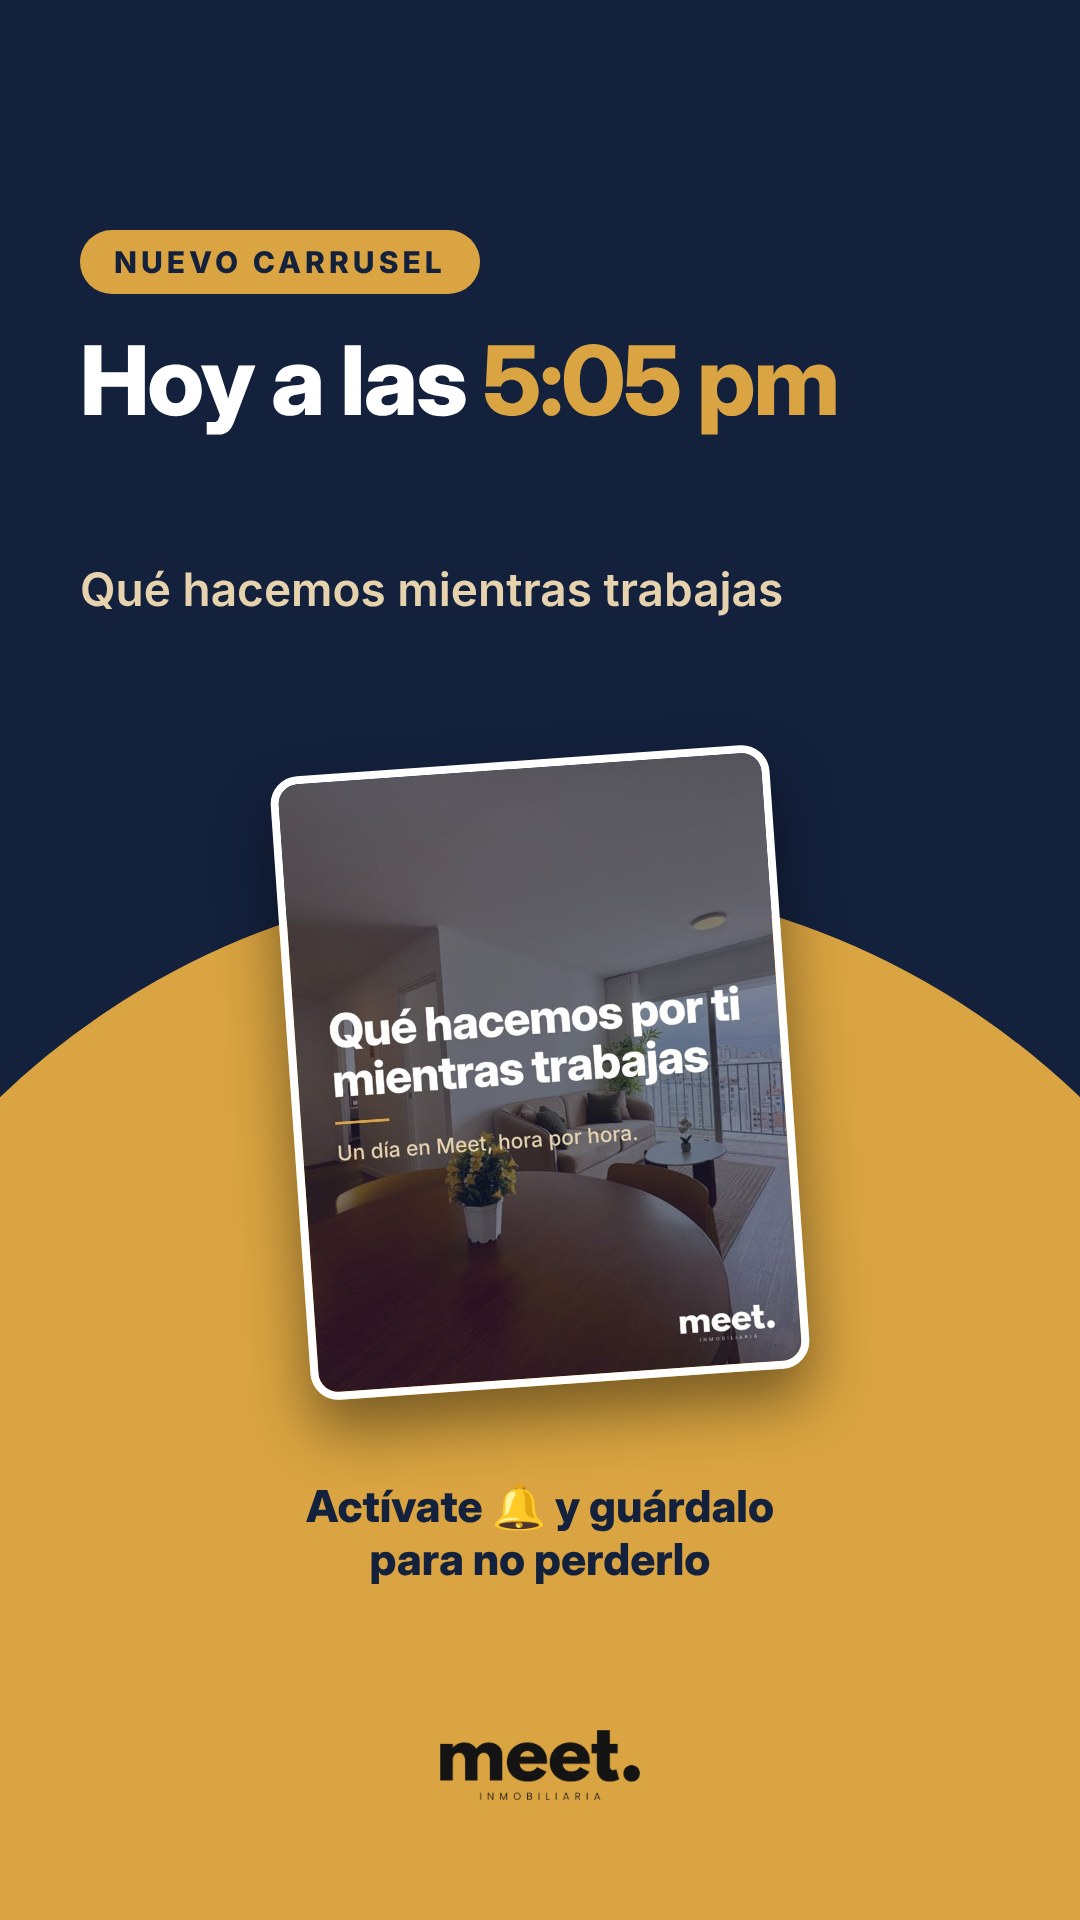 NUEVO CARRUSEL
Hoy a las 5:05 pm
Qué hacemos mientras trabajas
Qué hacemos por ti
mientras trabajas
Un día en Meet, hora por hora.
meet.
INMOBILIARIA
Actívate 🔔 y guárdalo
para no perderlo
meet.
INMOBILIARIA